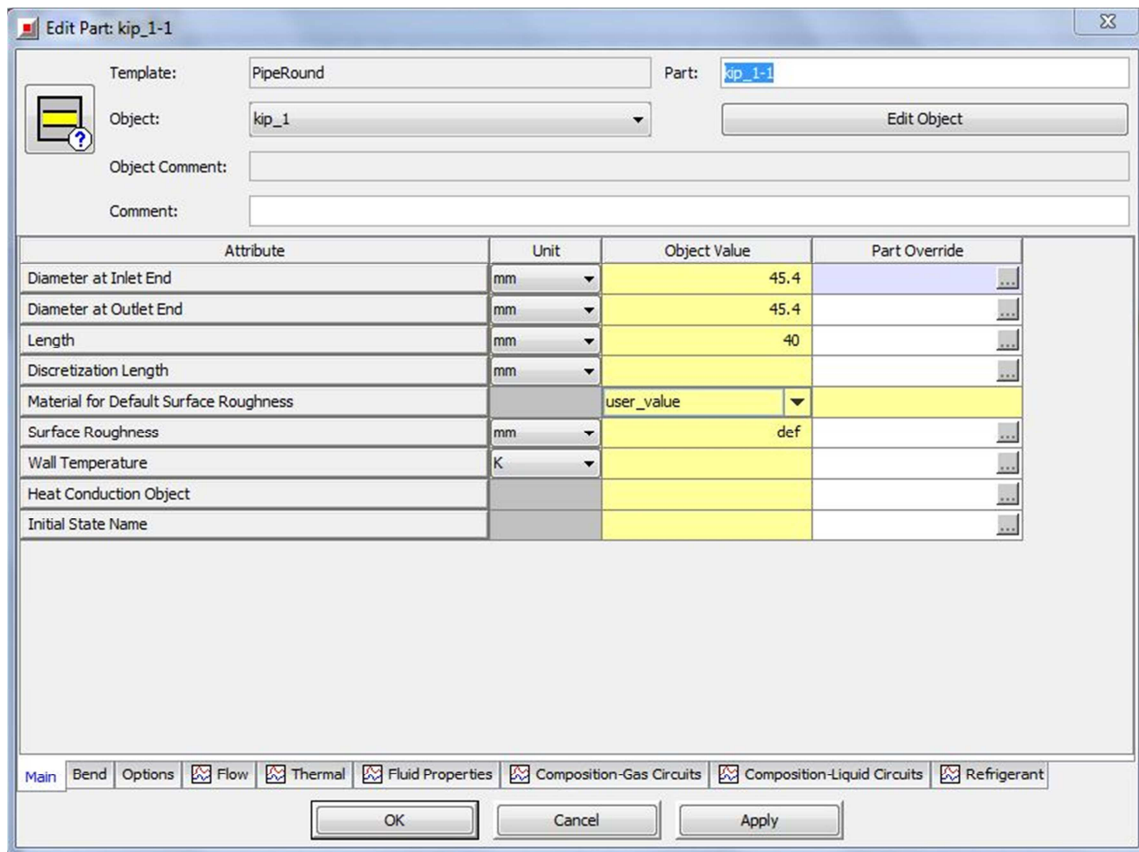 Edit Part: kip_1-1
Template: PipeRound Part: kip_1-1
Object: kip_1 Edit Object
?
Object Comment:
Comment:
Attribute Unit Object Value Part Override
Diameter at Inlet End mm 45.4 ...
Diameter at Outlet End mm 45.4 ...
Length mm 40 ...
Discretization Length mm ...
Material for Default Surface Roughness user_value
Surface Roughness mm def ...
Wall Temperature K ...
Heat Conduction Object ...
Initial State Name ...
Main Bend Options Flow Thermal Fluid Properties Composition-Gas Circuits Composition-Liquid Circuits Refrigerant
OK Cancel Apply